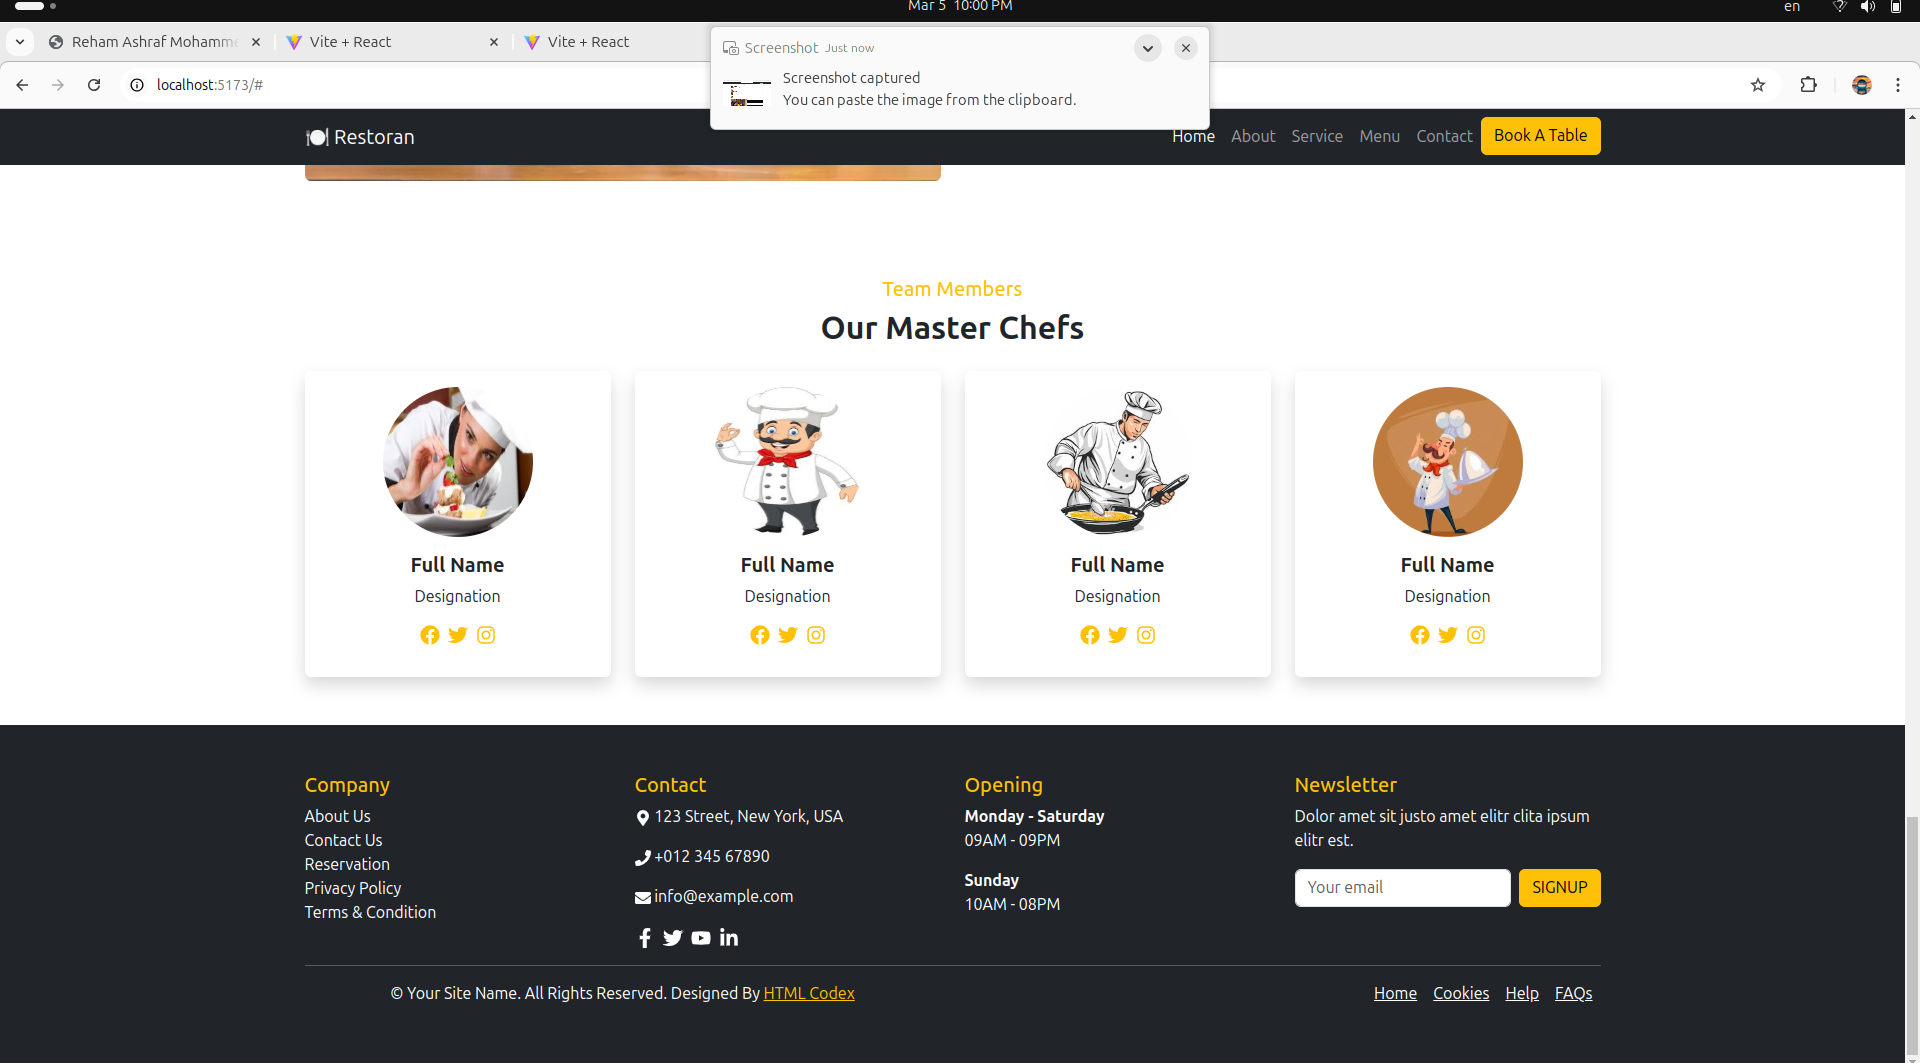 Mar 5 10:00 PM
en
Reham Ashraf Mohamme
Vite + React
Vite + React
Screenshot Just now
Screenshot captured
You can paste the image from the clipboard.
localhost:5173/#
Restoran
Home About Service Menu Contact Book A Table
Team Members
Our Master Chefs
Full Name
Designation
Full Name
Designation
Full Name
Designation
Full Name
Designation
Company
About Us
Contact Us
Reservation
Privacy Policy
Terms & Condition
Contact
123 Street, New York, USA
+012 345 67890
info@example.com
Opening
Monday - Saturday
09AM - 09PM
Sunday
10AM - 08PM
Newsletter
Dolor amet sit justo amet elitr clita ipsum
elitr est.
Your email SIGNUP
© Your Site Name. All Rights Reserved. Designed By HTML Codex
Home Cookies Help FAQs